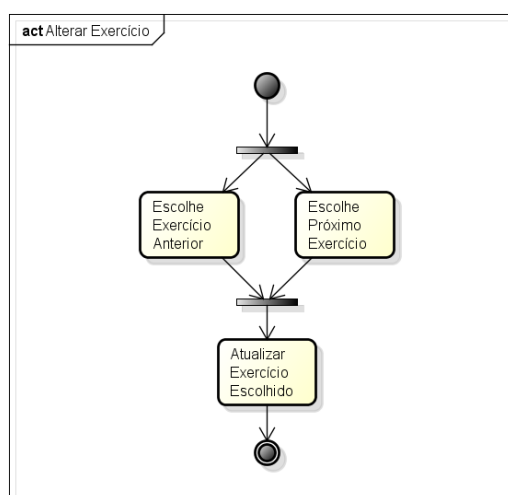 act Alterar Exercício
Escolhe
Exercício
Anterior
Escolhe
Próximo
Exercício
Atualizar
Exercício
Escolhido